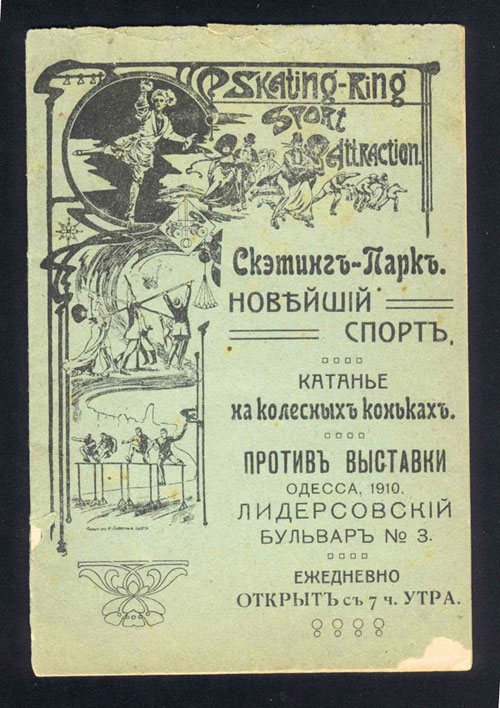 Skating-Ring
Sport
Attraction.
Скэтингъ-Паркъ.
НОВѢЙШІЙ
СПОРТЪ.
КАТАНЬЕ
на колесныхъ конькахъ.
ПРОТИВЪ ВЫСТАВКИ
ОДЕССА, 1910.
ЛИДЕРСОВСКІЙ
БУЛЬВАРЪ № 3.
ЕЖЕДНЕВНО
ОТКРЫТЪ съ 7 ч. УТРА.